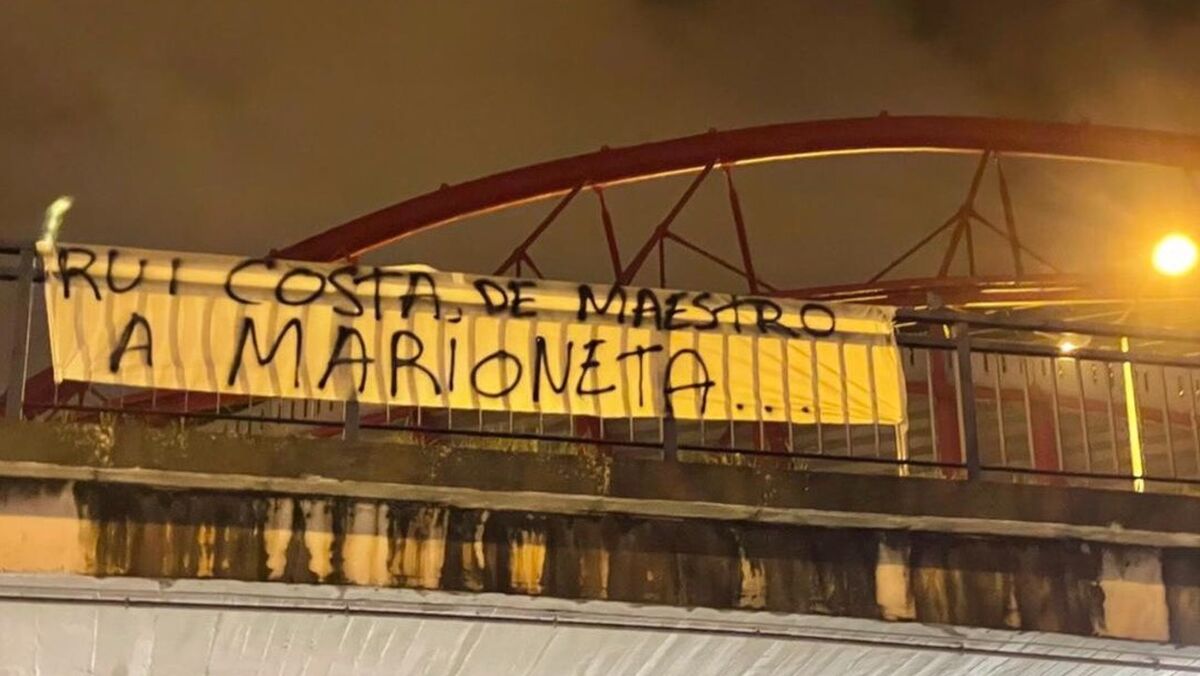 RUI COSTA, DE MAESTRO
A MARIONETA...